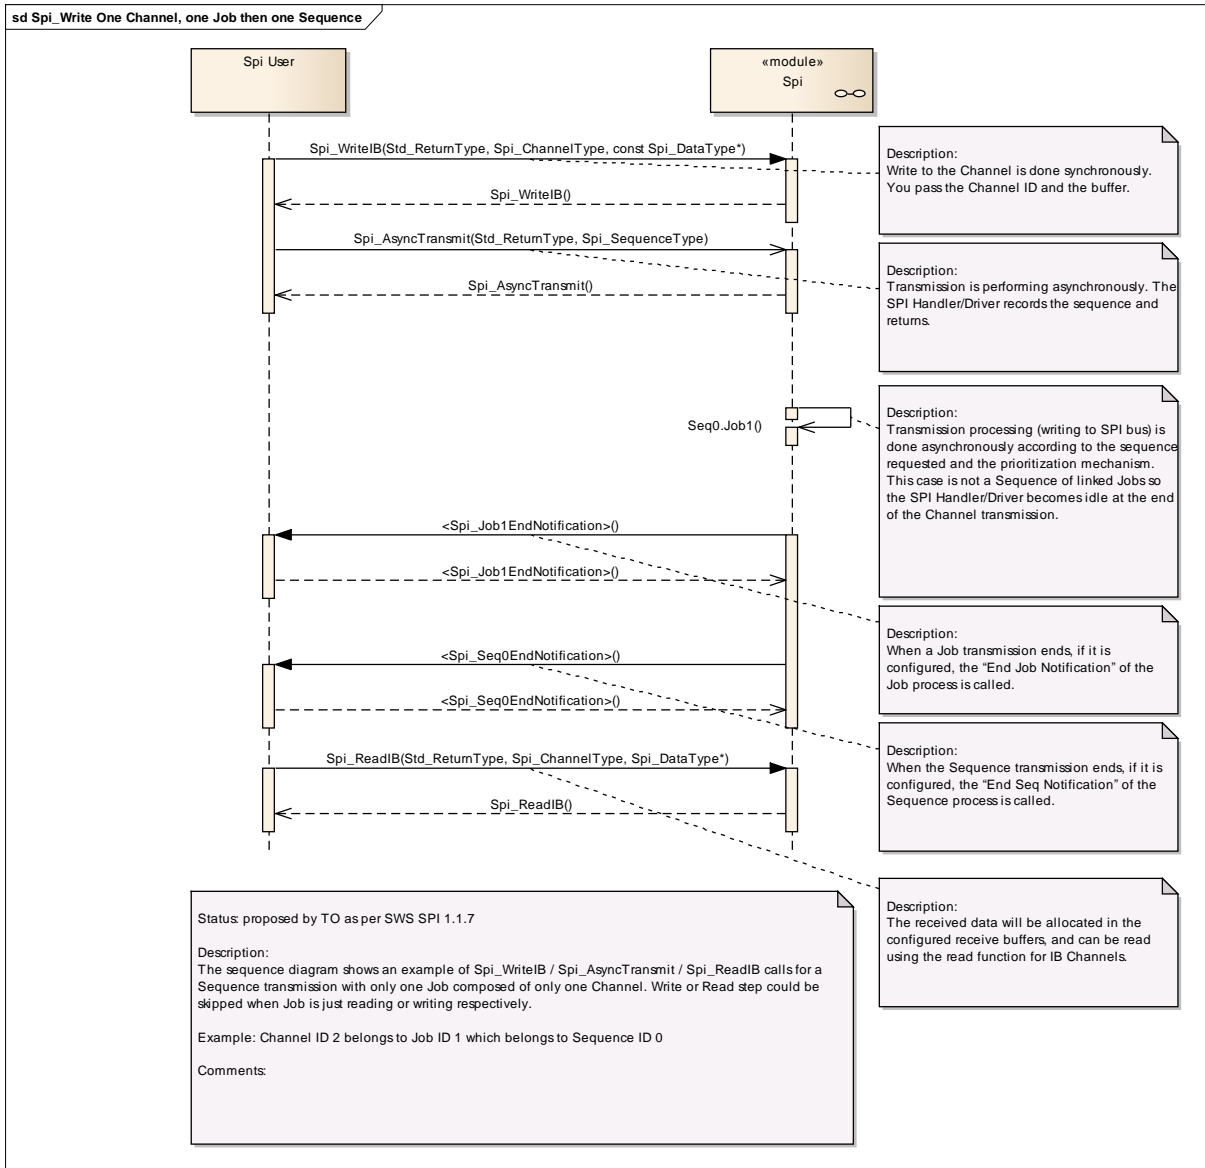 sd Spi_Write One Channel, one Job then one Sequence
Spi User
«module»
Spi
Spi_WriteIB(Std_ReturnType, Spi_ChannelType, const Spi_DataType*)
Description:
Write to the Channel is done synchronously.
You pass the Channel ID and the buffer.
Spi_WriteIB()
Spi_AsyncTransmit(Std_ReturnType, Spi_SequenceType)
Description:
Transmission is performing asynchronously. The
SPI Handler/Driver records the sequence and
returns.
Spi_AsyncTransmit()
Seq0.Job1()
Description:
Transmission processing (writing to SPI bus) is
done asynchronously according to the sequence
requested and the prioritization mechanism.
This case is not a Sequence of linked Jobs so
the SPI Handler/Driver becomes idle at the end
of the Channel transmission.
<Spi_Job1EndNotification>()
<Spi_Job1EndNotification>()
Description:
When a Job transmission ends, if it is
configured, the “End Job Notification” of the
Job process is called.
<Spi_Seq0EndNotification>()
<Spi_Seq0EndNotification>()
Description:
When the Sequence transmission ends, if it is
configured, the “End Seq Notification” of the
Sequence process is called.
Spi_ReadIB(Std_ReturnType, Spi_ChannelType, Spi_DataType*)
Spi_ReadIB()
Description:
The received data will be allocated in the
configured receive buffers, and can be read
using the read function for IB Channels.
Status: proposed by TO as per SWS SPI 1.1.7
Description:
The sequence diagram shows an example of Spi_WriteIB / Spi_AsyncTransmit / Spi_ReadIB calls for a
Sequence transmission with only one Job composed of only one Channel. Write or Read step could be
skipped when Job is just reading or writing respectively.
Example: Channel ID 2 belongs to Job ID 1 which belongs to Sequence ID 0
Comments: